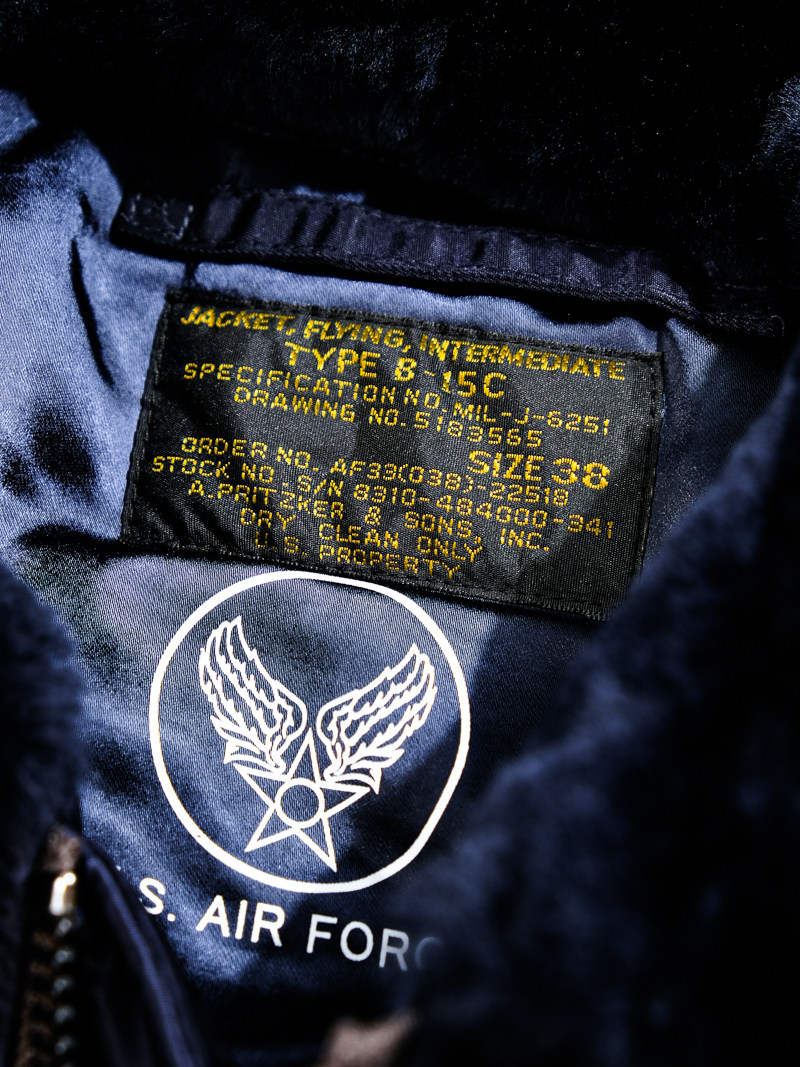 JACKET, FLYING, INTERMEDIATE
TYPE B-15C
SPECIFICATION NO. MIL-J-6251
DRAWING NO. 5183565
SIZE 38
ORDER NO. AF33(038)-22518
STOCK NO. S/N 8310-484000-341
A.PRITZKER & SONS, INC.
DRY CLEAN ONLY
U.S. PROPERTY
S. AIR FORC